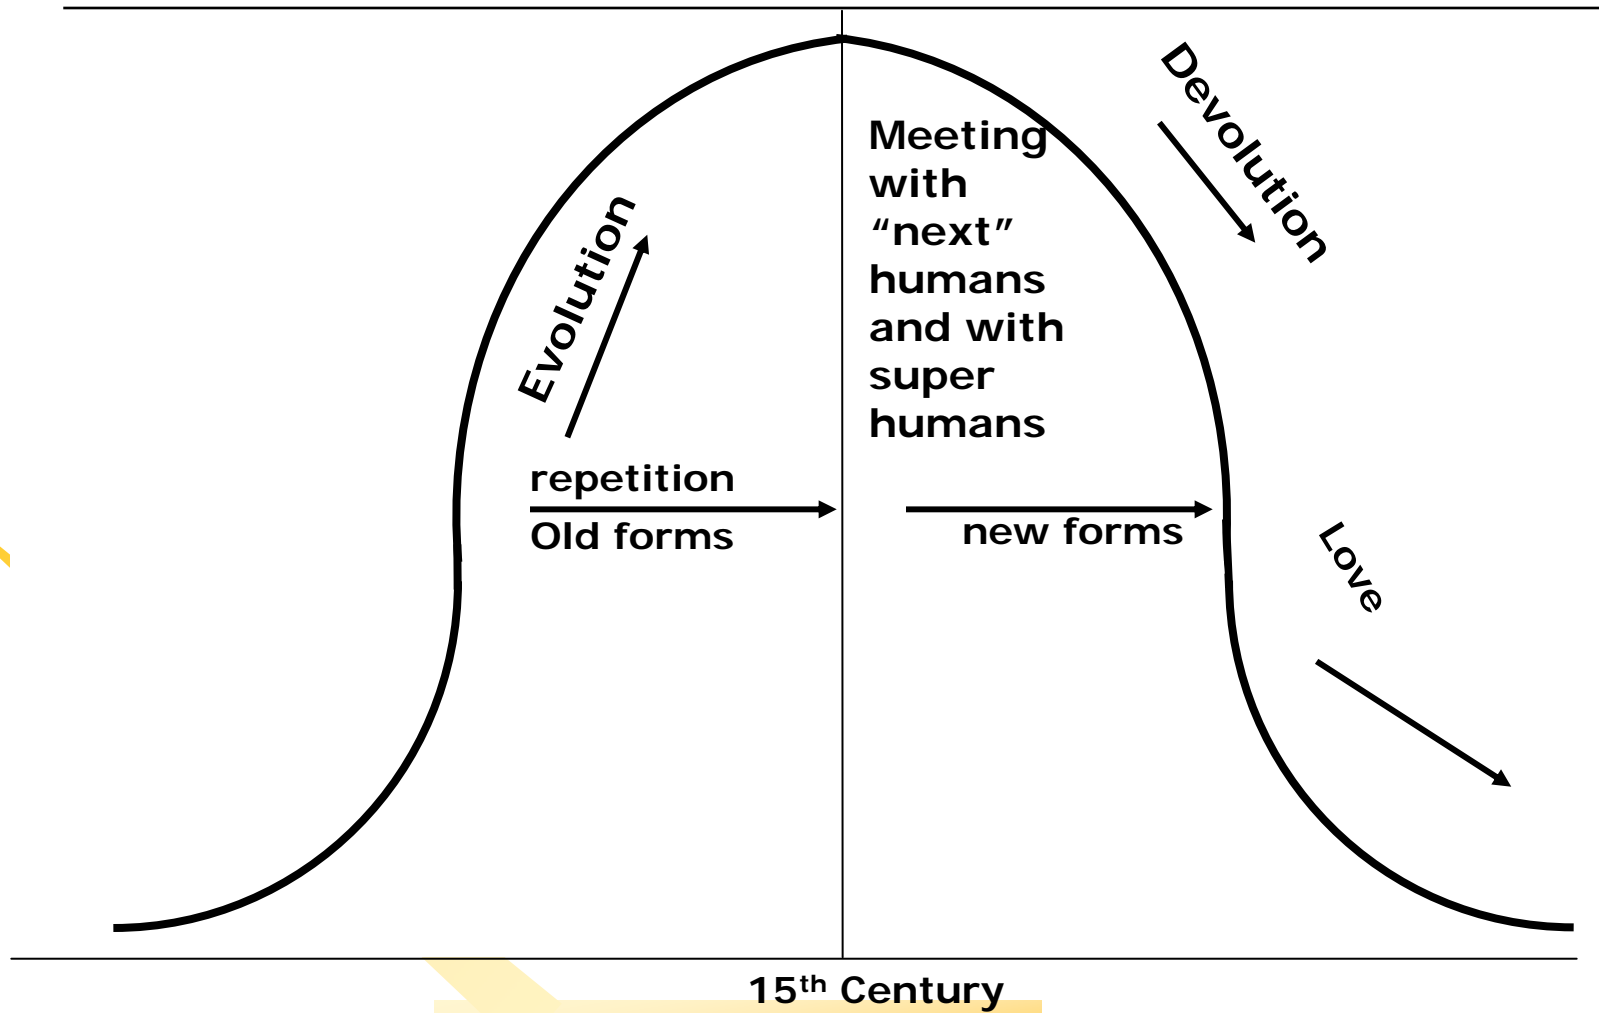 Devolution
Meeting
with
“next”
humans
and with
super
humans
Evolution
repetition
Old forms
new forms
Love
15th Century